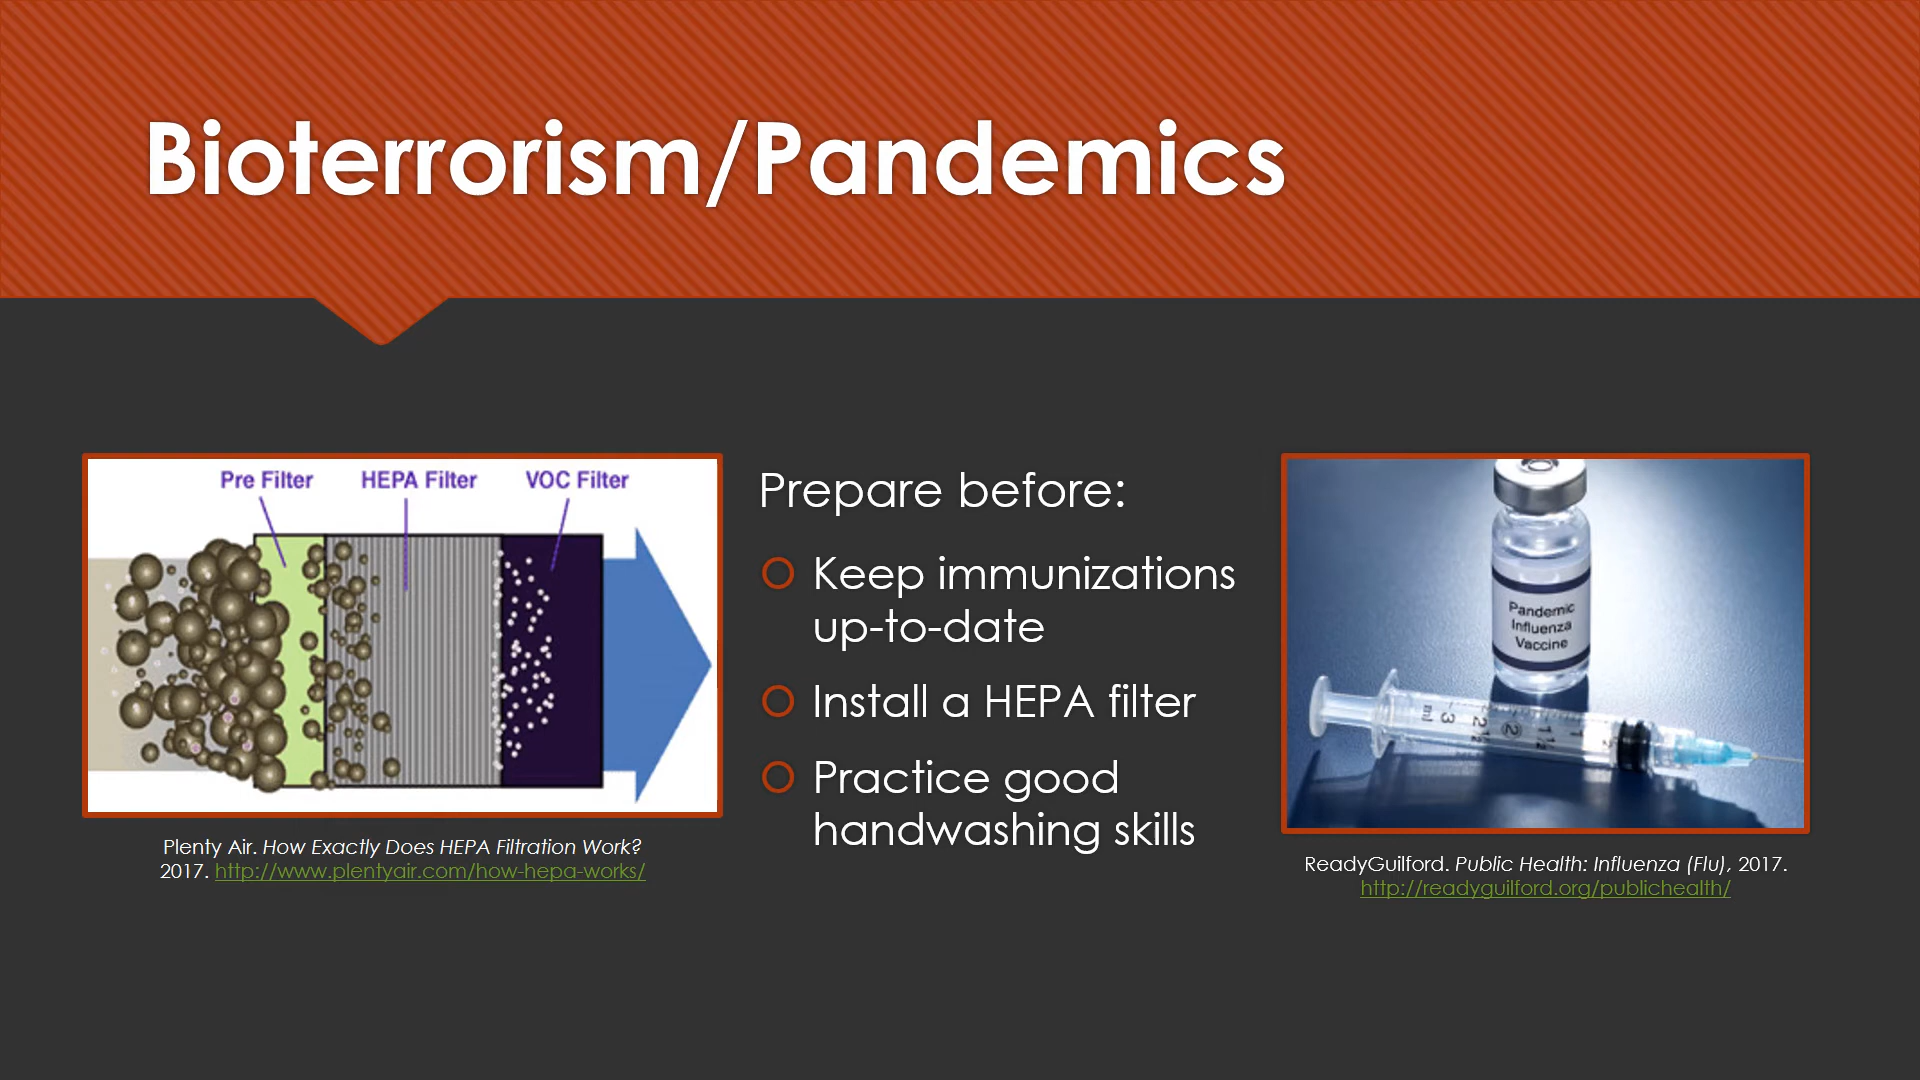 Bioterrorism/Pandemics
Pre Filter
HEPA Filter
VOC Filter
Plenty Air. How Exactly Does HEPA Filtration Work?
2017. http://www.plentyair.com/how-hepa-works/
Prepare before:
Keep immunizations
up-to-date
Install a HEPA filter
Practice good
handwashing skills
Pandemic
Influenza
Vaccine
ReadyGuilford. Public Health: Influenza (Flu), 2017.
http://readyguilford.org/publichealth/